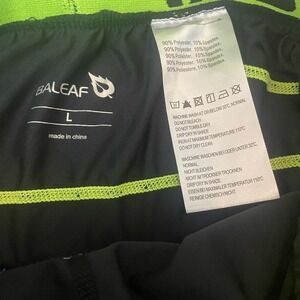 BALEAF
L
made in china
90% Polyester, 10% Spandex.
90% Polyester, 10% Spandex.
90% Polyester, 10% Spandex.
90% Polyester, 10% Spandex.
90% Polyester, 10% Spandex.
MACHINE WASH AT OR BELOW 30˚C, NORMAL
DO NOT BLEACH
DO NOT TUMBLE DRY
DRIP DRY IN SHADE
IRON AT MAXIMUM TEMPERATURE 110˚C
DO NOT DRY CLEAN
MASCHINE WASCHEN BEI ODER UNTER 30˚C,
NORMAL
NICHT BLEICHEN
NICHT IM TROCKNER TROCKNEN
DRIP DRY IN SHADE
EISEN BEI MAXIMALER TEMPERATUR 110˚C
REINIGE CHEMISCH NICHT